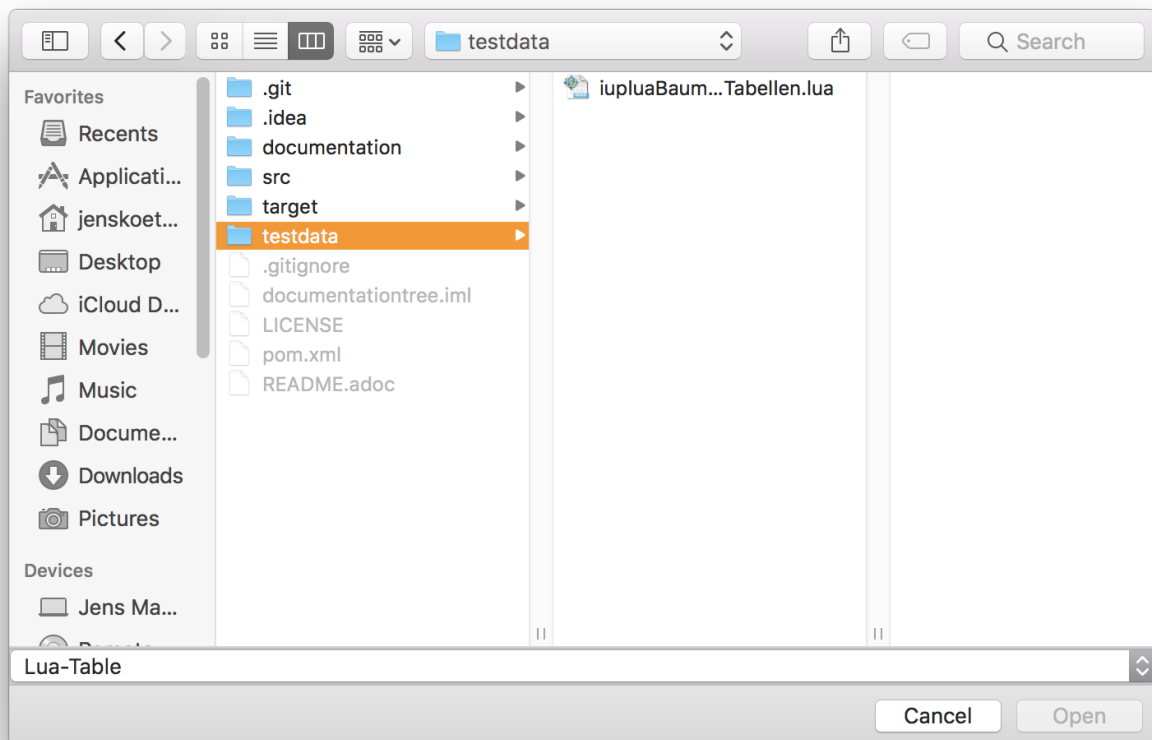 testdata
Search
Favorites
Recents
Applicati...
jenskoet...
Desktop
iCloud D...
Movies
Music
Docume...
Downloads
Pictures
Devices
Jens Ma...
.git
.idea
documentation
src
target
testdata
.gitignore
documentationtree.iml
LICENSE
pom.xml
README.adoc
iupluaBaum...Tabellen.lua
Lua-Table
Cancel
Open